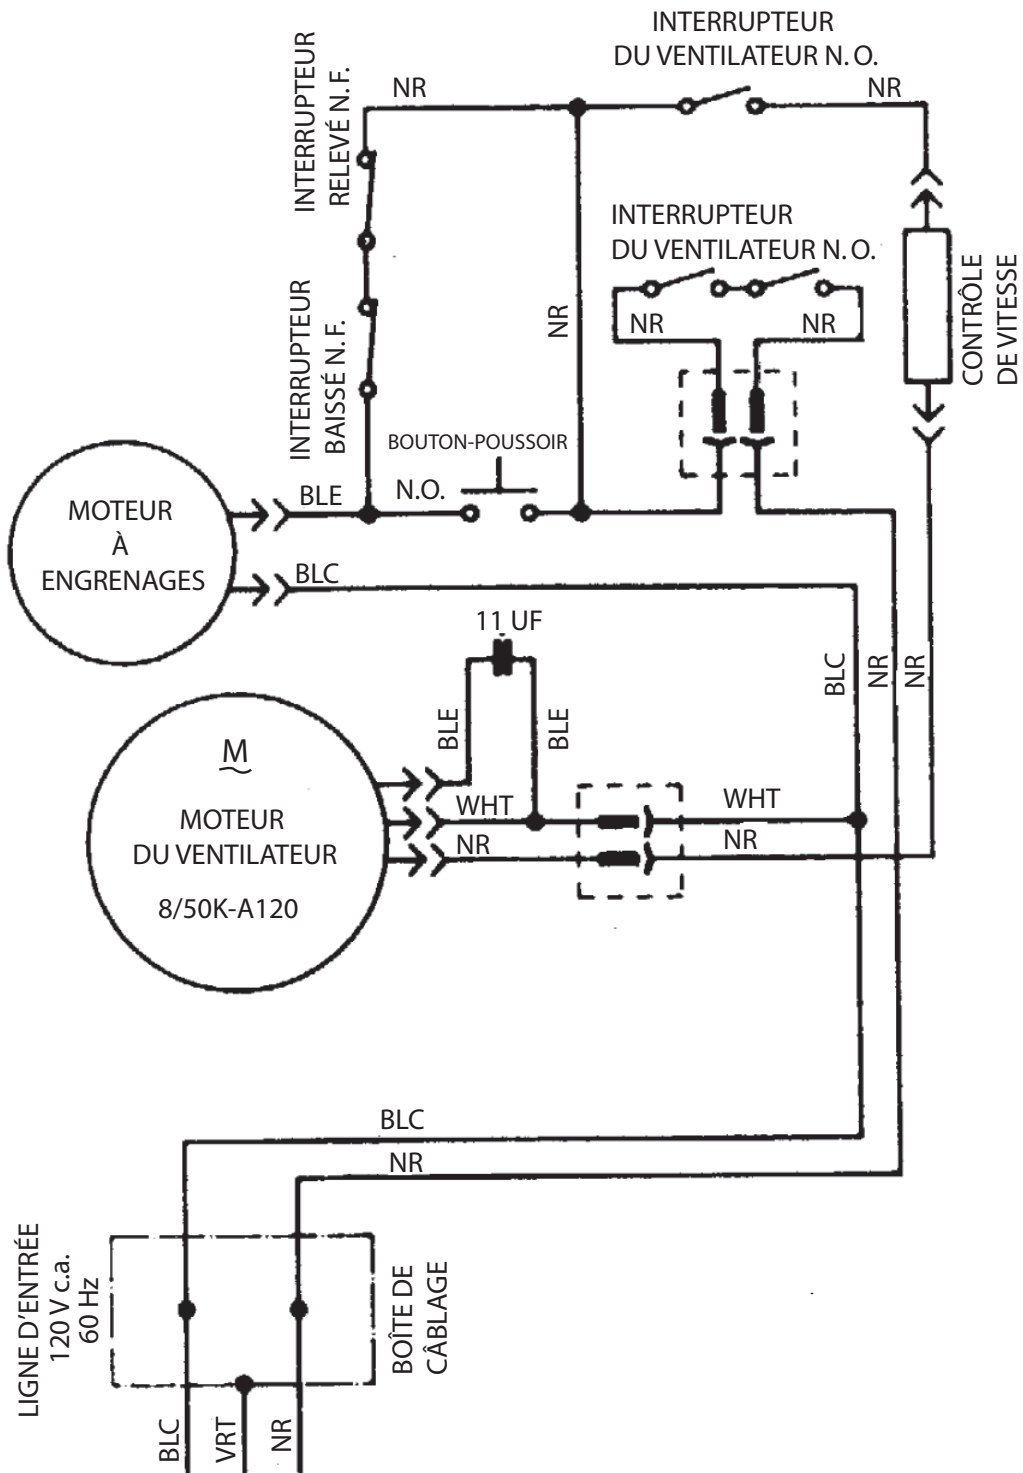 INTERRUPTEUR
DU VENTILATEUR N. O.
INTERRUPTEUR
RELEVÉ N. F.
NR
NR
INTERRUPTEUR
DU VENTILATEUR N. O.
NR
NR
NR
CONTRÔLE
DE VITESSE
INTERRUPTEUR
BAISSÉ N. F.
BOUTON-POUSSOIR
N.O.
BLE
MOTEUR
À
ENGRENAGES
BLC
11 UF
BLE
BLE
BLC
NR
NR
M
MOTEUR
DU VENTILATEUR
8/50K-A120
WHT
NR
WHT
NR
BLC
NR
LIGNE D'ENTRÉE
120 V c.a.
60 Hz
BOÎTE DE
CÂBLAGE
BLC
VRT
NR